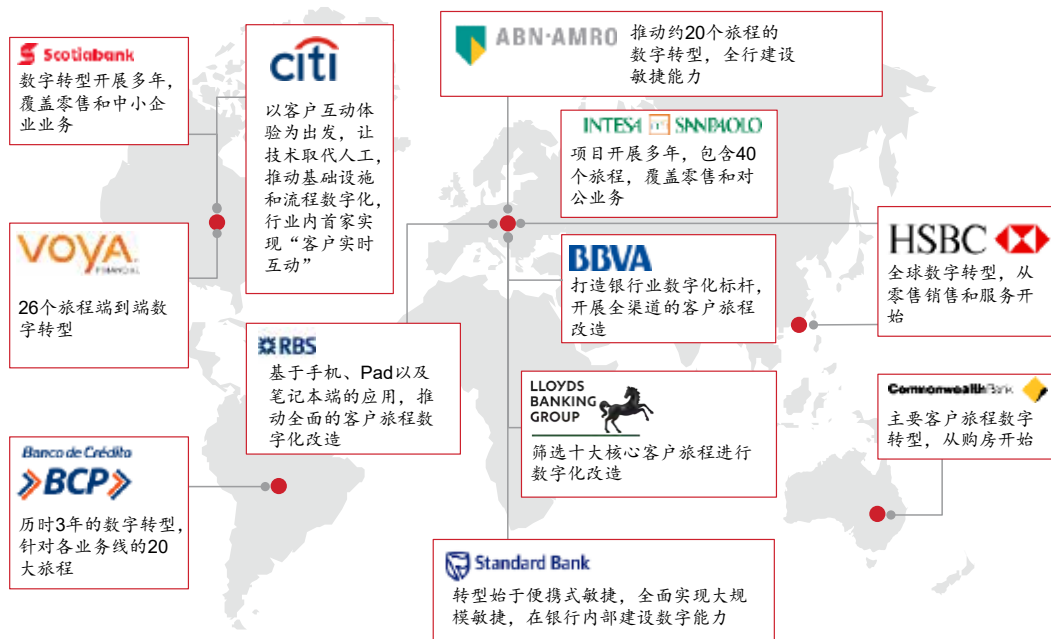 Scotiabank
数字转型开展多年，
覆盖零售和中小企
业业务
citi
以客户互动体
验为出发，让
技术取代人工，
推动基础设施
和流程数字化，
行业内首家实
现“客户实时
互动”
ABN·AMRO
推动约20个旅程的
数字转型，全行建设
敏捷能力
INTESA SANPAOLO
项目开展多年，包含40
个旅程，覆盖零售和对
公业务
VOYA
FINANCIAL
26个旅程端到端数
字转型
BBVA
打造银行业数字化标杆，
开展全渠道的客户旅程
改造
HSBC
全球数字转型，从
零售销售和服务开
始
RBS
基于手机、Pad以及
笔记本端的应用，推
动全面的客户旅程数
字化改造
LLOYDS
BANKING
GROUP
筛选十大核心客户旅程进行
数字化改造
CommonwealthBank
主要客户旅程数字
转型，从购房开始
Banco de Crédito
BCP
历时3年的数字转型，
针对各业务线的20
大旅程
Standard Bank
转型始于便携式敏捷，全面实现大规
模敏捷，在银行内部建设数字能力